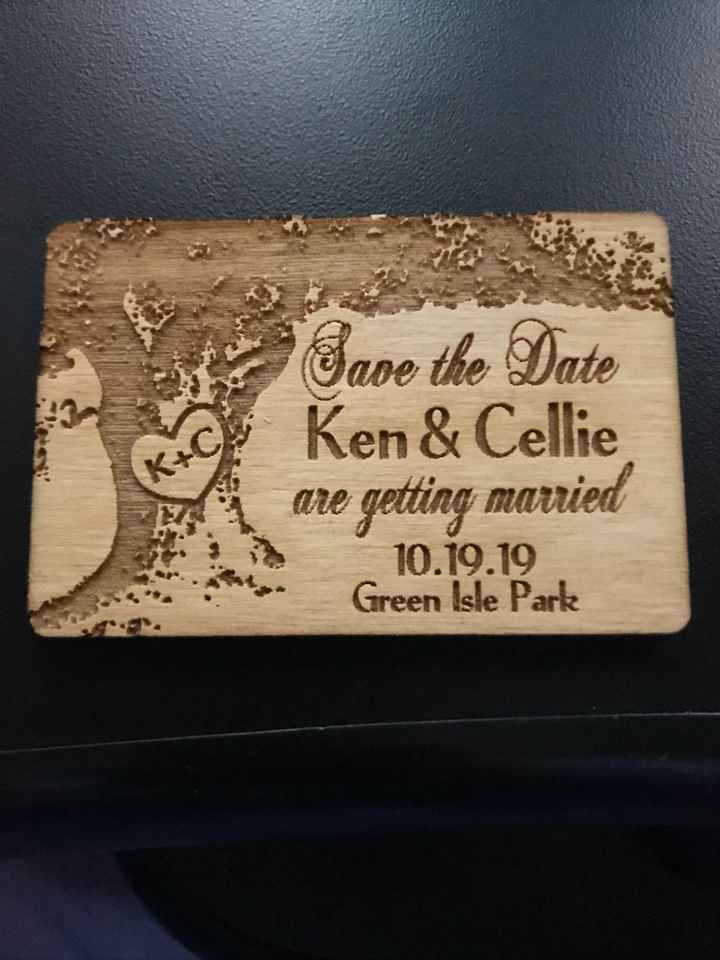 Save the Date
Ken & Cellie
are getting married
10.19.19
Green Isle Park
K+C